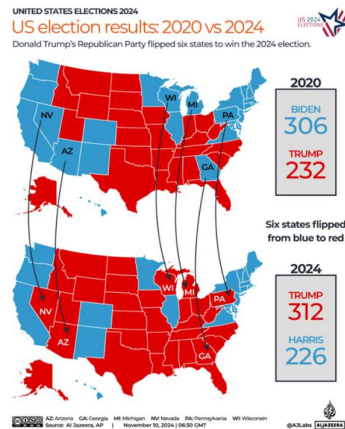 UNITED STATES ELECTIONS 2024
US election results: 2020 vs 2024
Donald Trump's Republican Party flipped six states to win the 2024 election.
US 2024
ELECTIONS
2020
BIDEN
306
TRUMP
232
WI
MI
NV
PA
AZ
GA
Six states flipped
from blue to red
2024
TRUMP
312
HARRIS
226
WI
MI
PA
NV
AZ
GA
AZ: Arizona GA: Georgia MI: Michigan NV: Nevada PA: Pennsylvania WI: Wisconsin
Source: Al Jazeera, AP | November 10, 2024 | 06:30 GMT
@AJLabs
ALJAZEERA